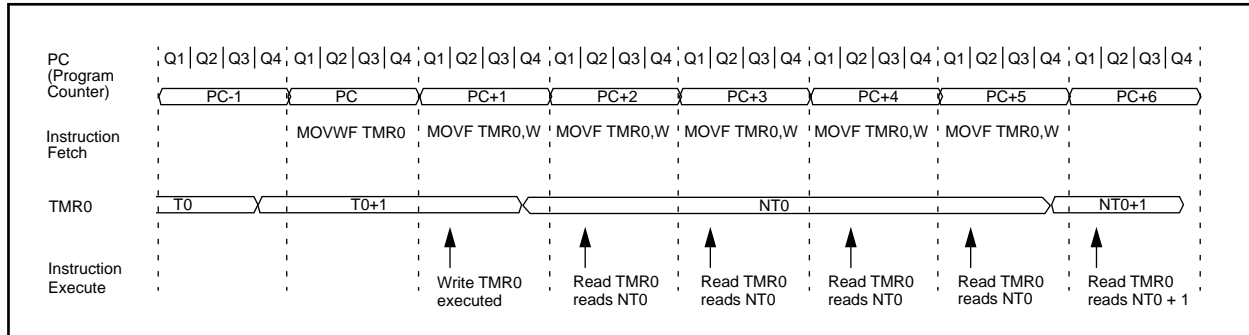 PC
(Program
Counter)
Q1 Q2 Q3 Q4 Q1 Q2 Q3 Q4 Q1 Q2 Q3 Q4 Q1 Q2 Q3 Q4 Q1 Q2 Q3 Q4 Q1 Q2 Q3 Q4 Q1 Q2 Q3 Q4 Q1 Q2 Q3 Q4
PC-1 PC PC+1 PC+2 PC+3 PC+4 PC+5 PC+6
Instruction
Fetch
MOVWF TMR0 MOVF TMR0,W MOVF TMR0,W MOVF TMR0,W MOVF TMR0,W MOVF TMR0,W
TMR0
T0 T0+1 NT0 NT0+1
Instruction
Execute
Write TMR0
executed
Read TMR0
reads NT0
Read TMR0
reads NT0
Read TMR0
reads NT0
Read TMR0
reads NT0
Read TMR0
reads NT0 + 1